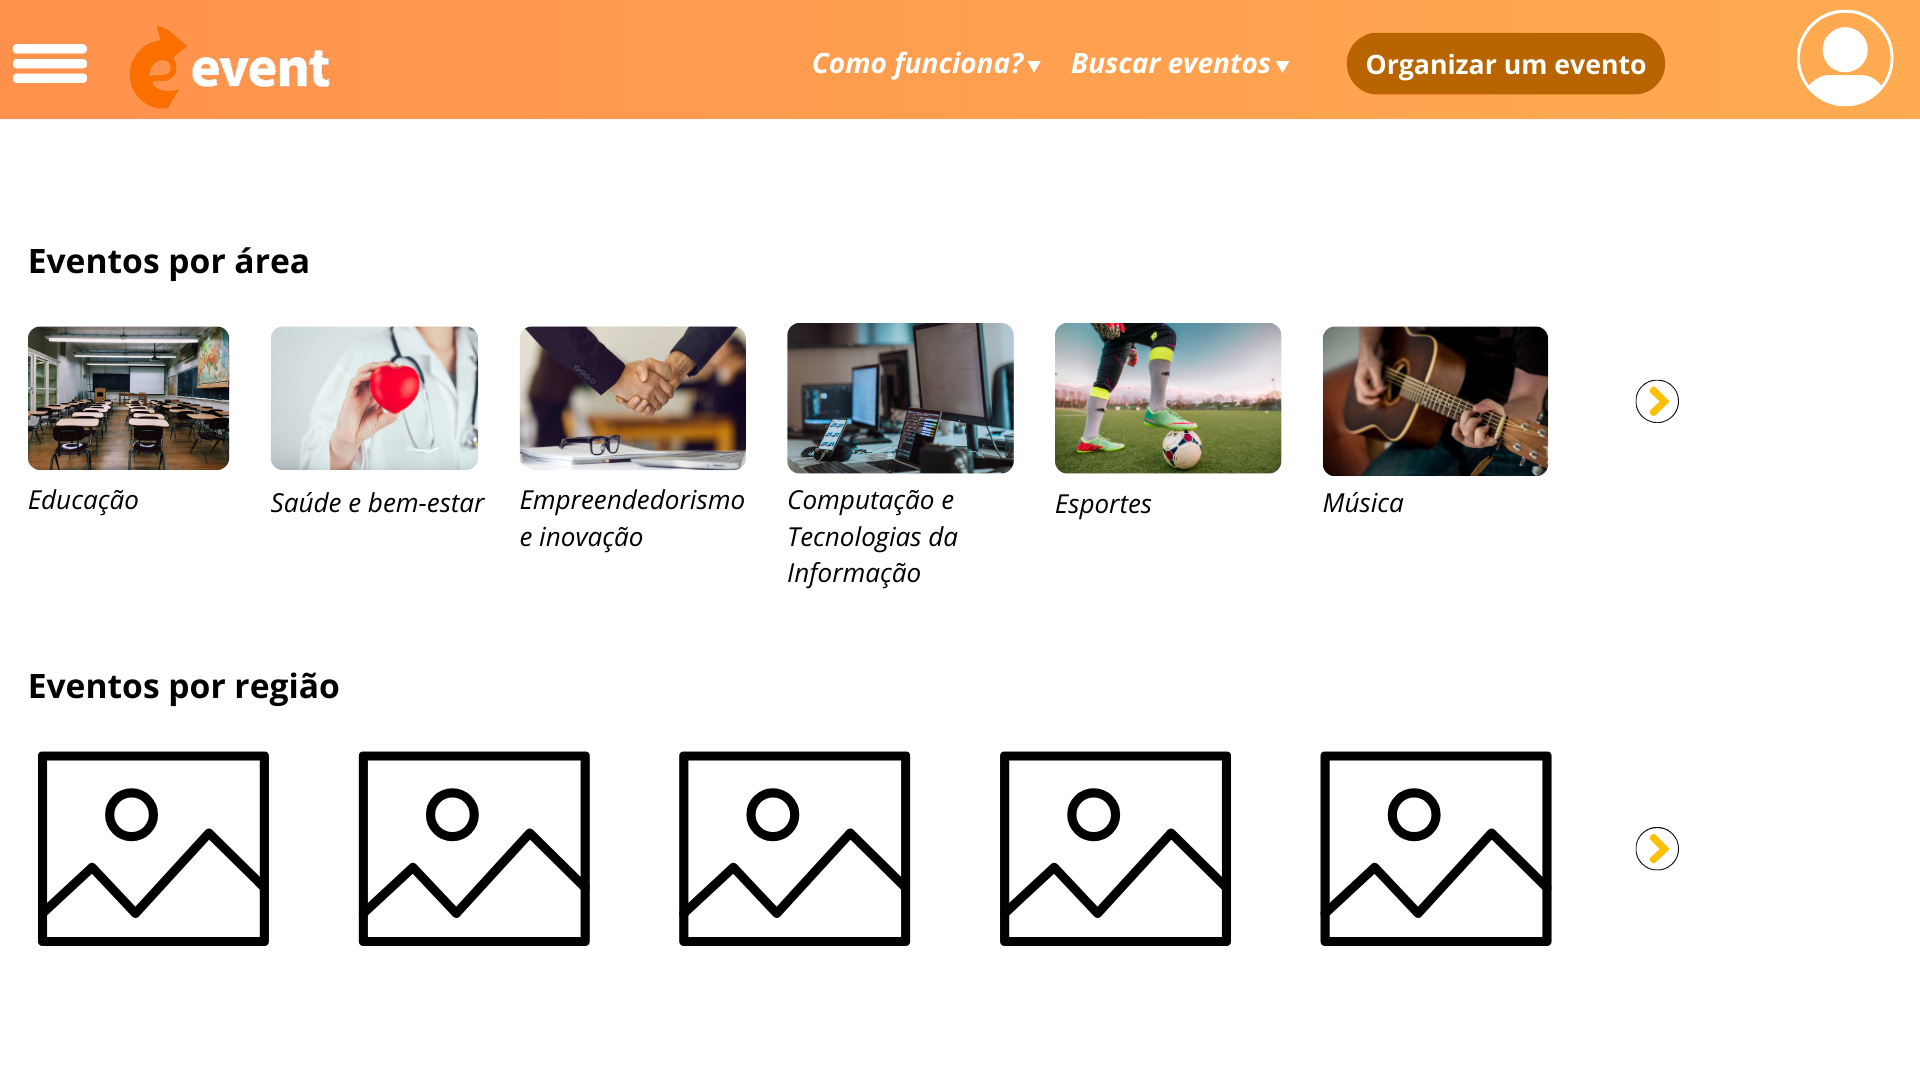 event
Como funciona?
Buscar eventos
Organizar um evento
Eventos por área
Educação
Saúde e bem-estar
Empreendedorismo
e inovação
Computação e
Tecnologias da
Informação
Esportes
Música
Eventos por região